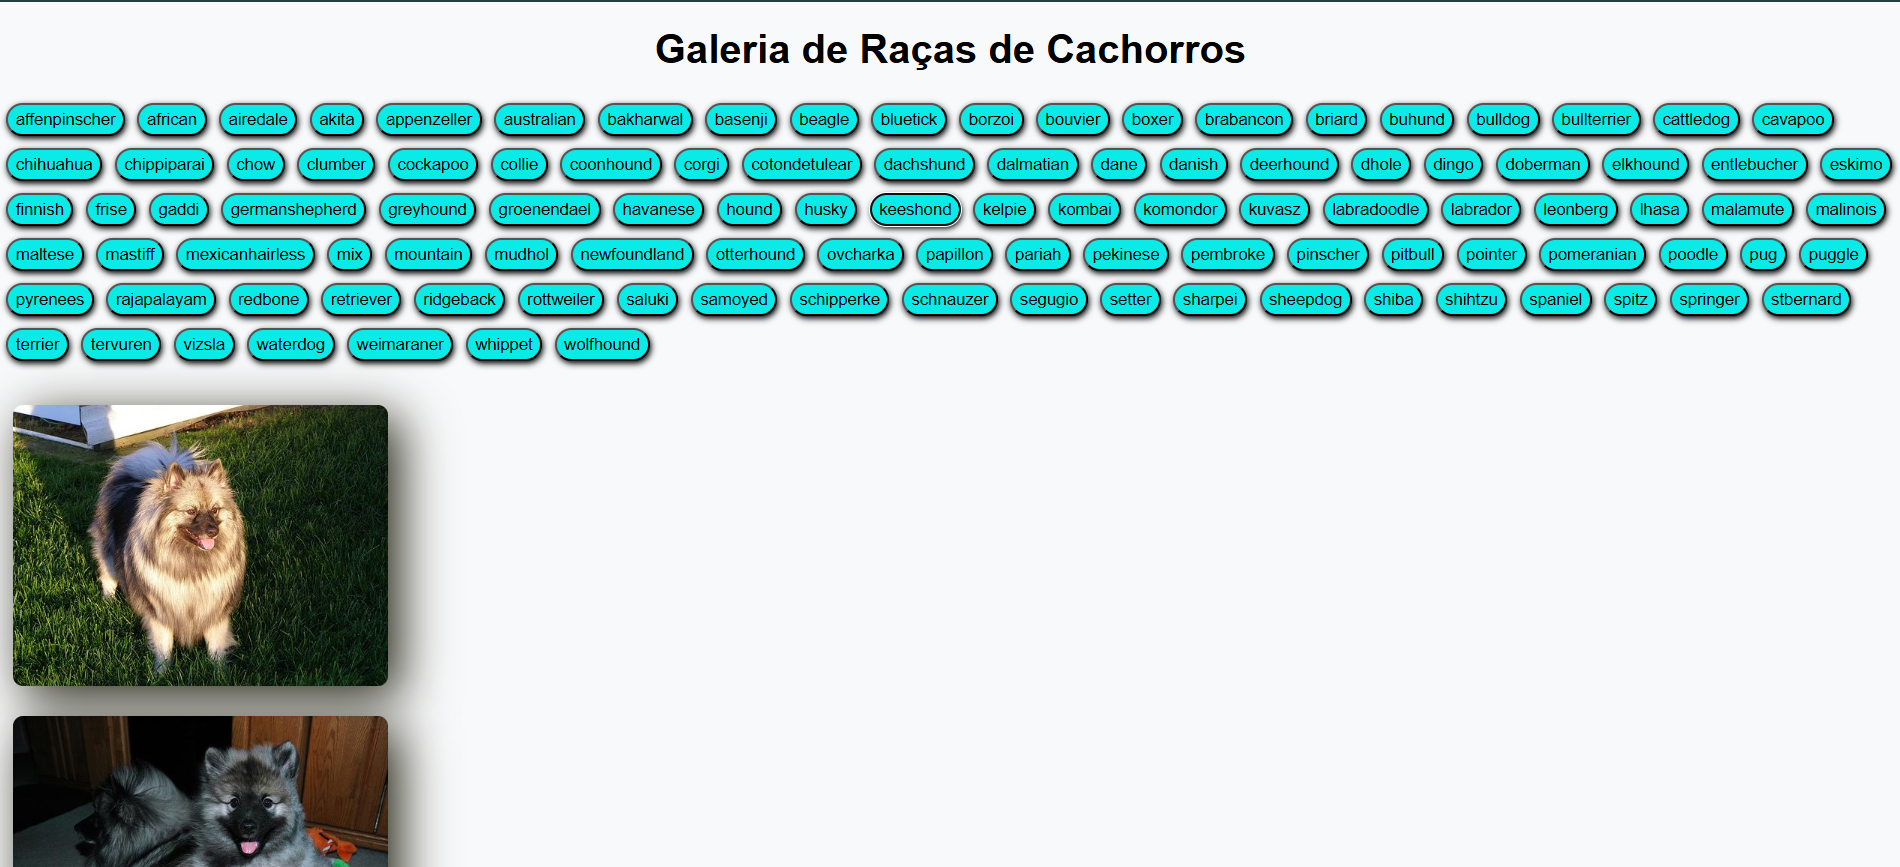 Galeria de Raças de Cachorros
affenpinscher african airedale akita appenzeller australian bakharwal basenji beagle bluetick borzoi bouvier boxer brabancon briard buhund bulldog bullterrier cattledog cavapoo
chihuahua chippiparai chow clumber cockapoo collie coonhound corgi cotondetulear dachshund dalmatian dane danish deerhound dhole dingo doberman elkhound entlebucher eskimo
finnish frise gaddi germanshepherd greyhound groenendael havanese hound husky keeshond kelpie kombai komondor kuvasz labradoodle labrador leonberg lhasa malamute malinois
maltese mastiff mexicanhairless mix mountain mudhol newfoundland otterhound ovcharka papillon pariah pekinese pembroke pinscher pitbull pointer pomeranian poodle pug puggle
pyrenees rajapalayam redbone retriever ridgeback rottweiler saluki samoyed schipperke schnauzer segugio setter sharpei sheepdog shiba shihtzu spaniel spitz springer stbernard
terrier tervuren vizsla waterdog weimaraner whippet wolfhound